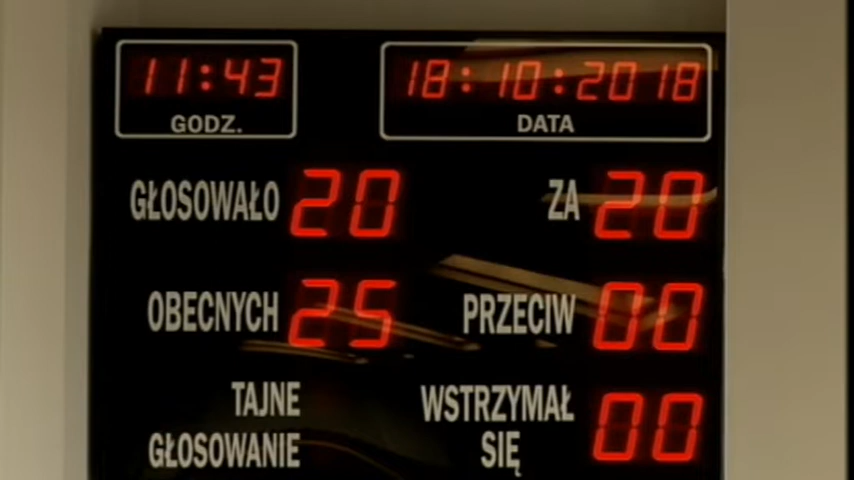 11:43 18:10:2018
GODZ. DATA
GŁOSOWAŁO 20 ZA 20
OBECNYCH 25 PRZECIW 00
TAJNE WSTRZYMAŁ 00
GŁOSOWANIE SIĘ